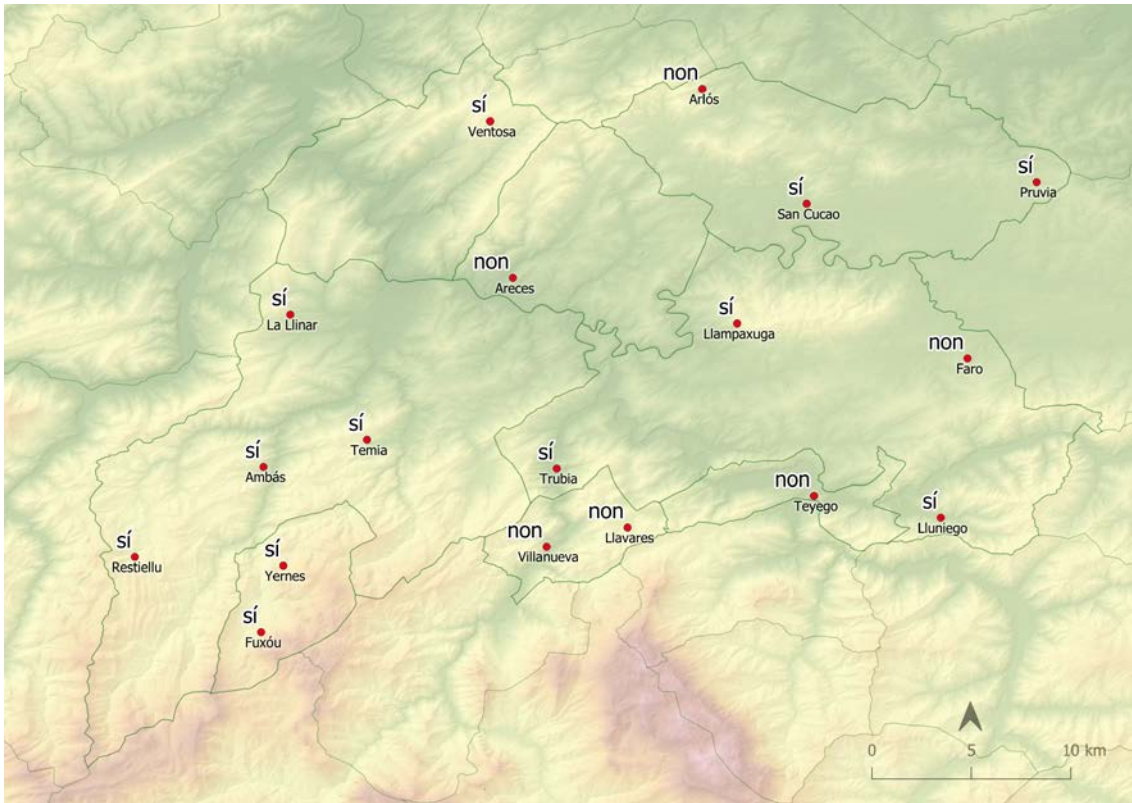 non
Arlós
sí
Ventosa
sí
Pruvia
sí
San Cucao
non
Areces
sí
La Llinar
sí
Llampaxuga
non
Faro
sí
Temia
sí
Ambás
sí
Trubia
non
Teyego
sí
Lluniego
non
Llavares
non
Villanueva
sí
Restiellu
sí
Yernes
sí
Fuxóu
0 5 10 km